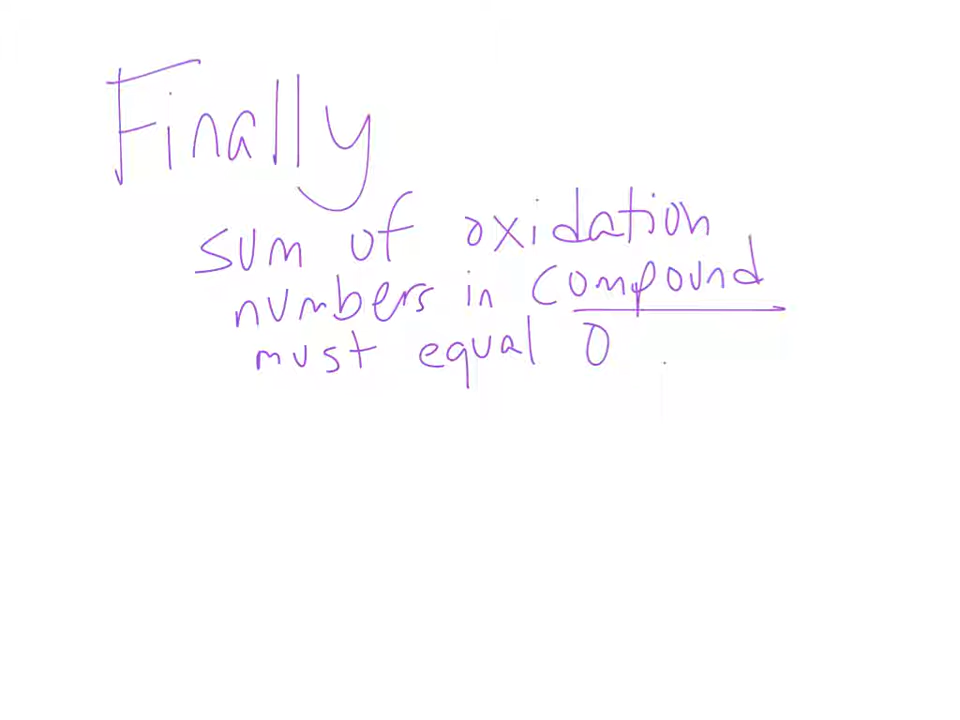 Finally
sum of oxidation
numbers in compound
must equal 0